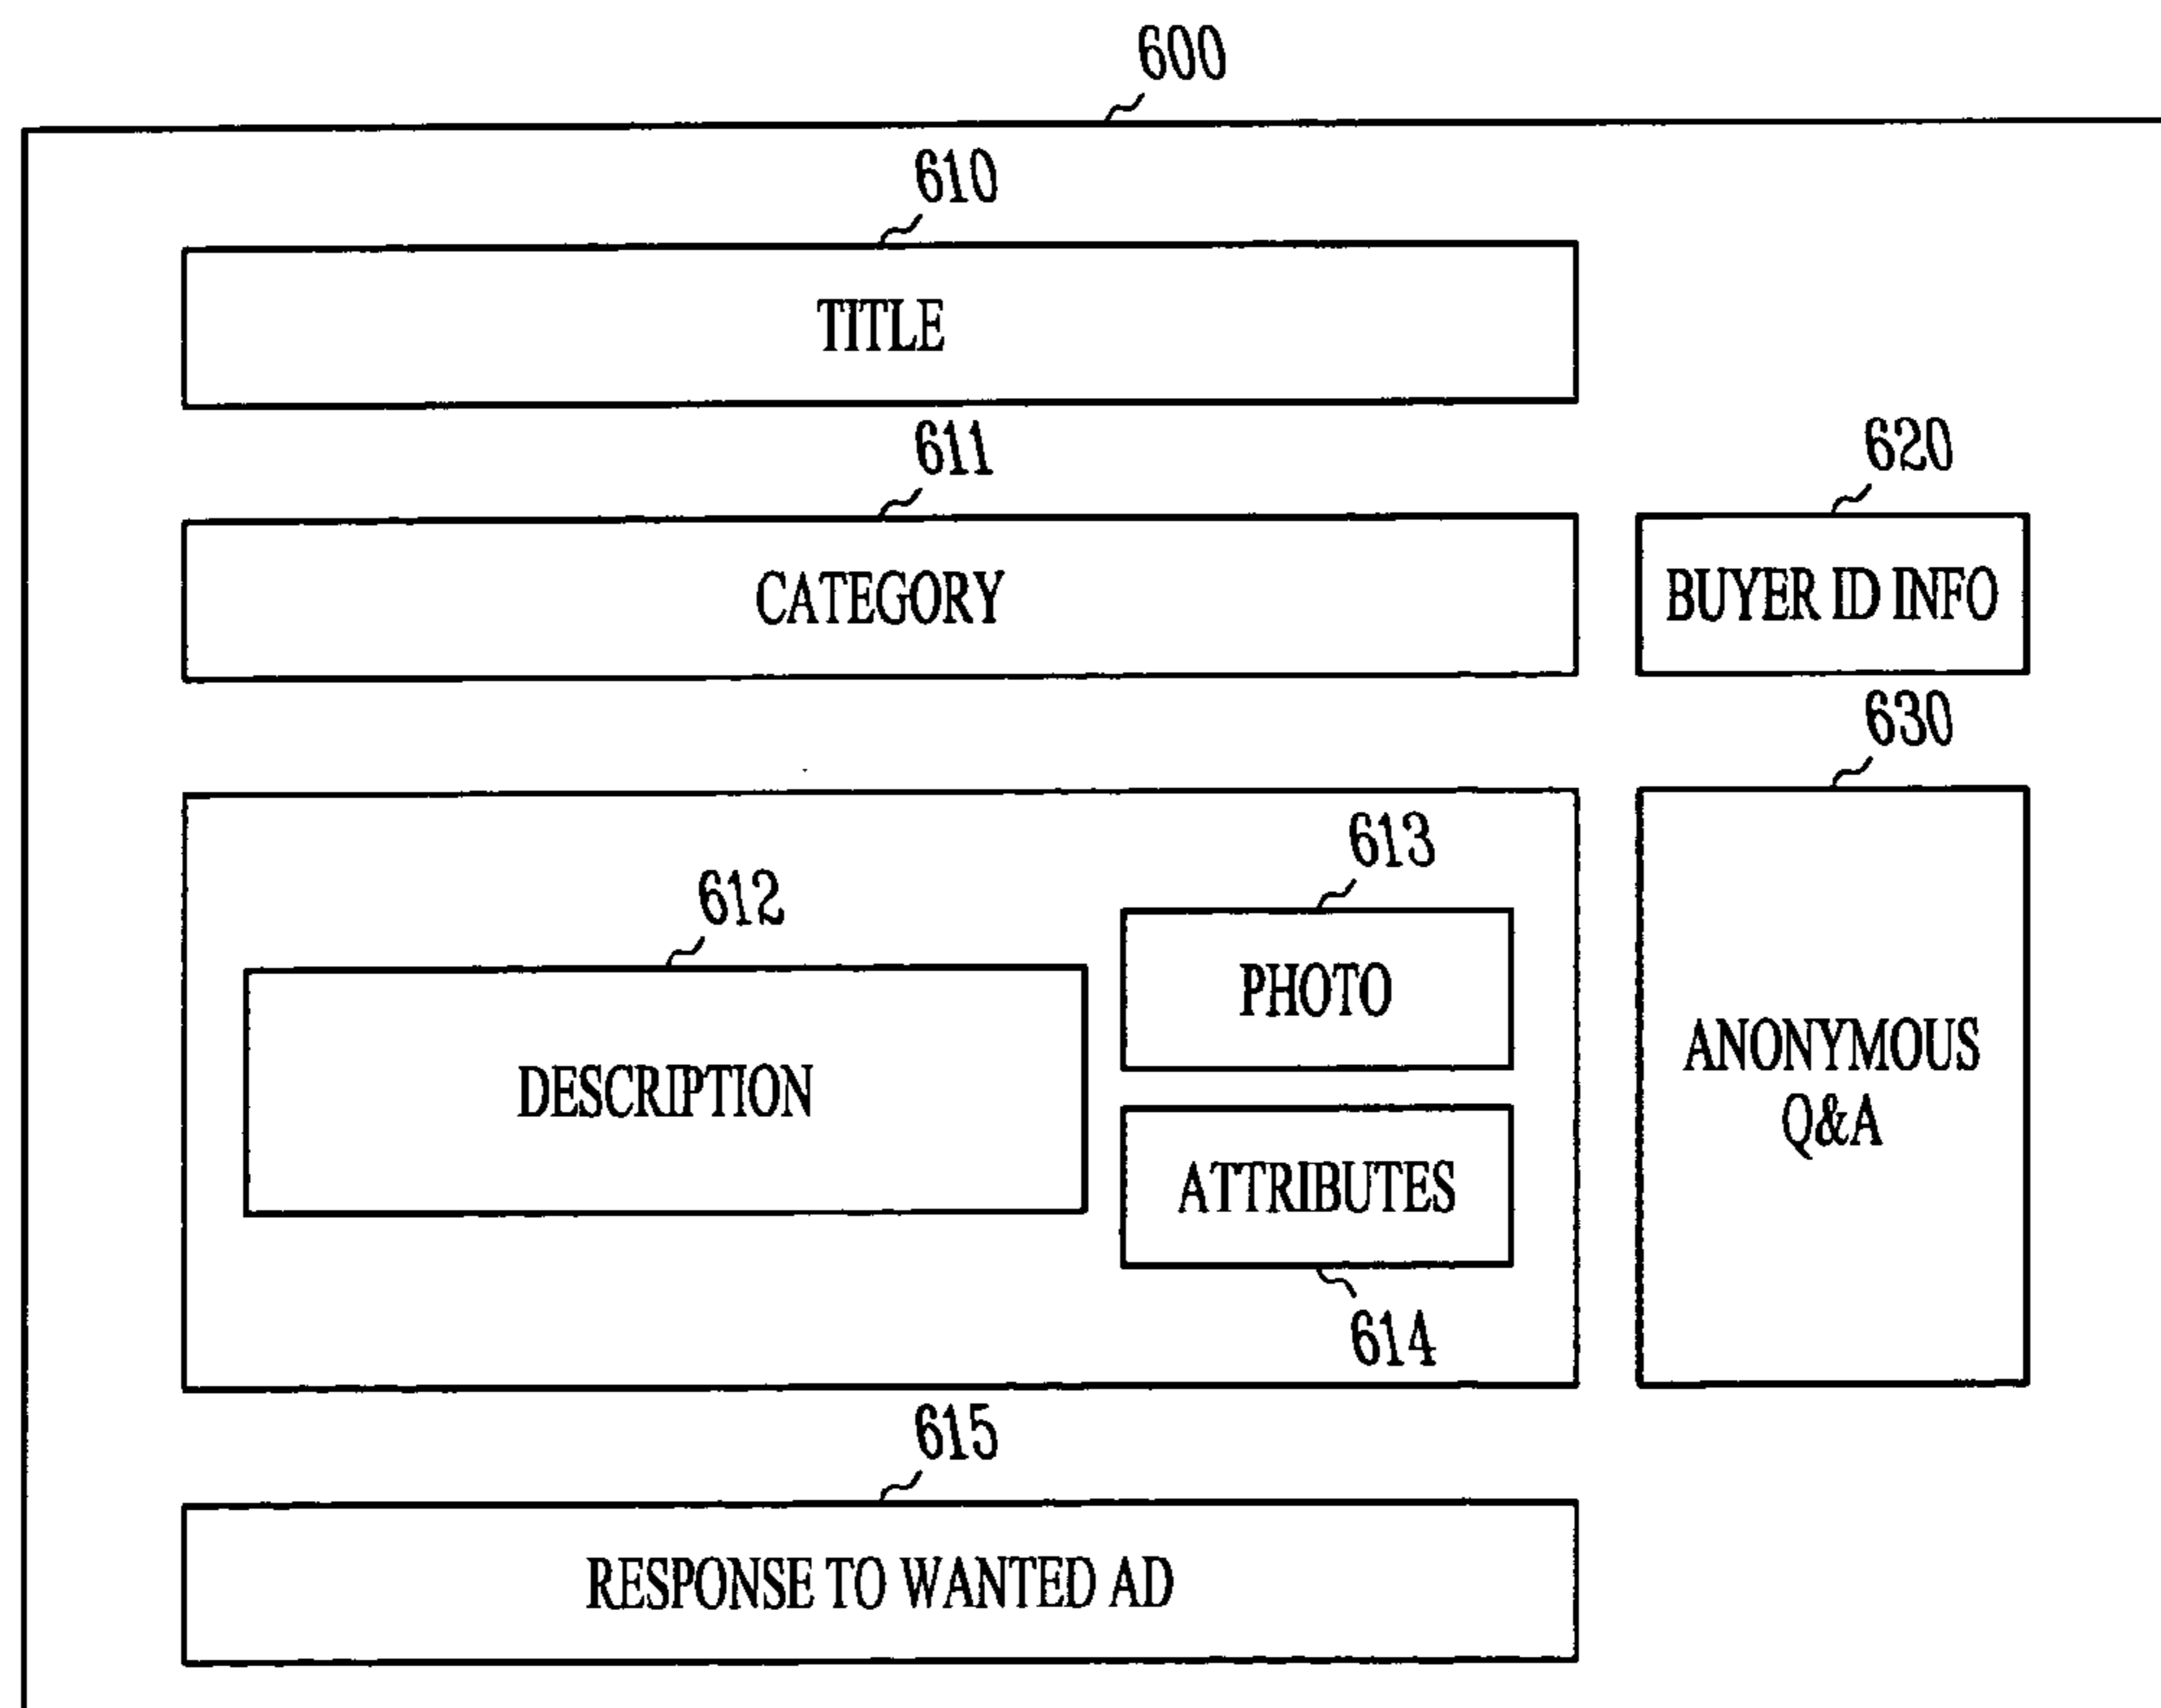 600
610
TITLE
611
CATEGORY
620
BUYER ID INFO
612
DESCRIPTION
613
PHOTO
ATTRIBUTES
614
630
ANONYMOUS
Q&A
615
RESPONSE TO WANTED AD